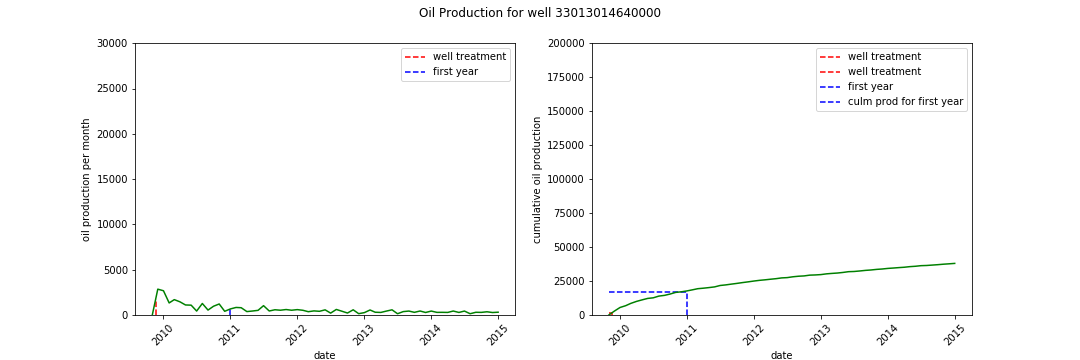 Oil Production for well 33013014640000
oil production per month
30000
25000
20000
15000
10000
5000
0
well treatment
first year
2010
2011
2012
2013
2014
2015
date
cumulative oil production
200000
175000
150000
125000
100000
75000
50000
25000
0
well treatment
well treatment
first year
culm prod for first year
2010
2011
2012
2013
2014
2015
date